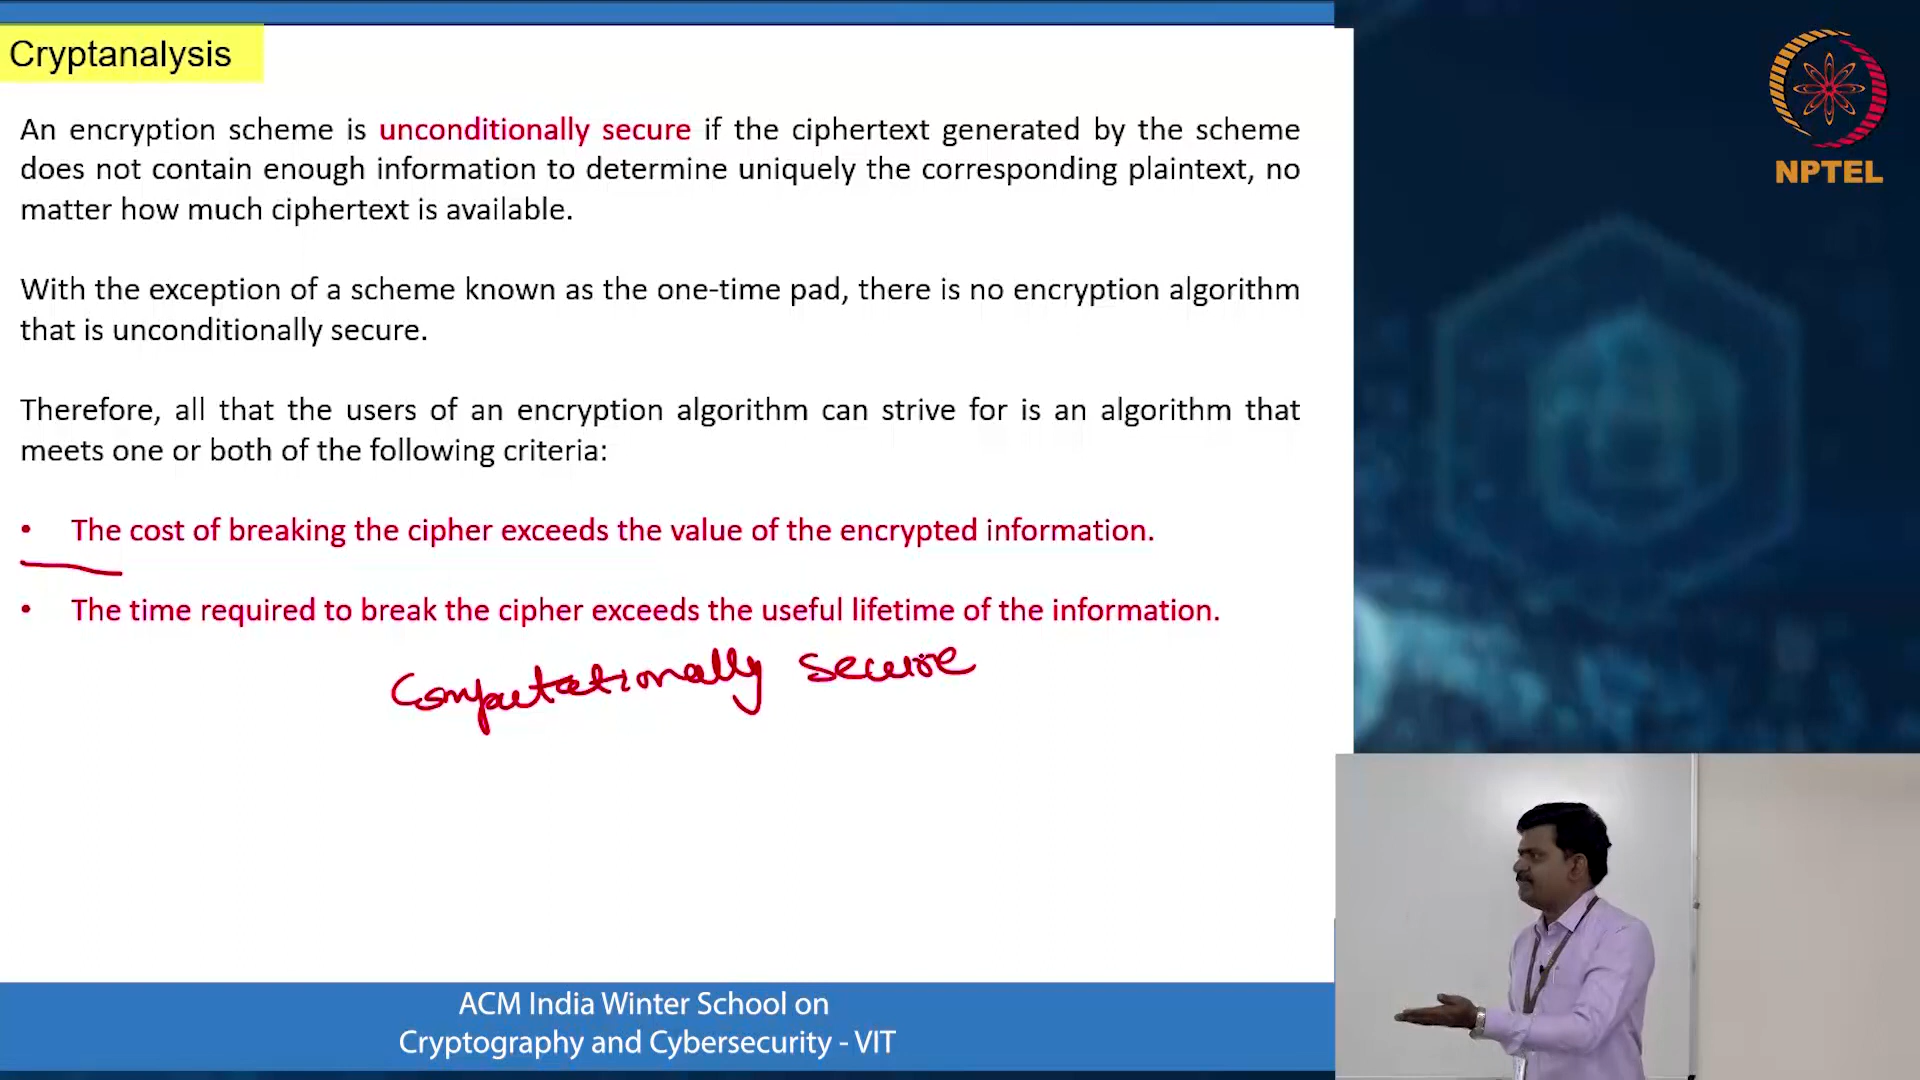 Cryptanalysis
An encryption scheme is unconditionally secure if the ciphertext generated by the scheme
does not contain enough information to determine uniquely the corresponding plaintext, no
matter how much ciphertext is available.
With the exception of a scheme known as the one-time pad, there is no encryption algorithm
that is unconditionally secure.
Therefore, all that the users of an encryption algorithm can strive for is an algorithm that
meets one or both of the following criteria:
• The cost of breaking the cipher exceeds the value of the encrypted information.
• The time required to break the cipher exceeds the useful lifetime of the information.
Computationally secure
NPTEL
ACM India Winter School on
Cryptography and Cybersecurity - VIT